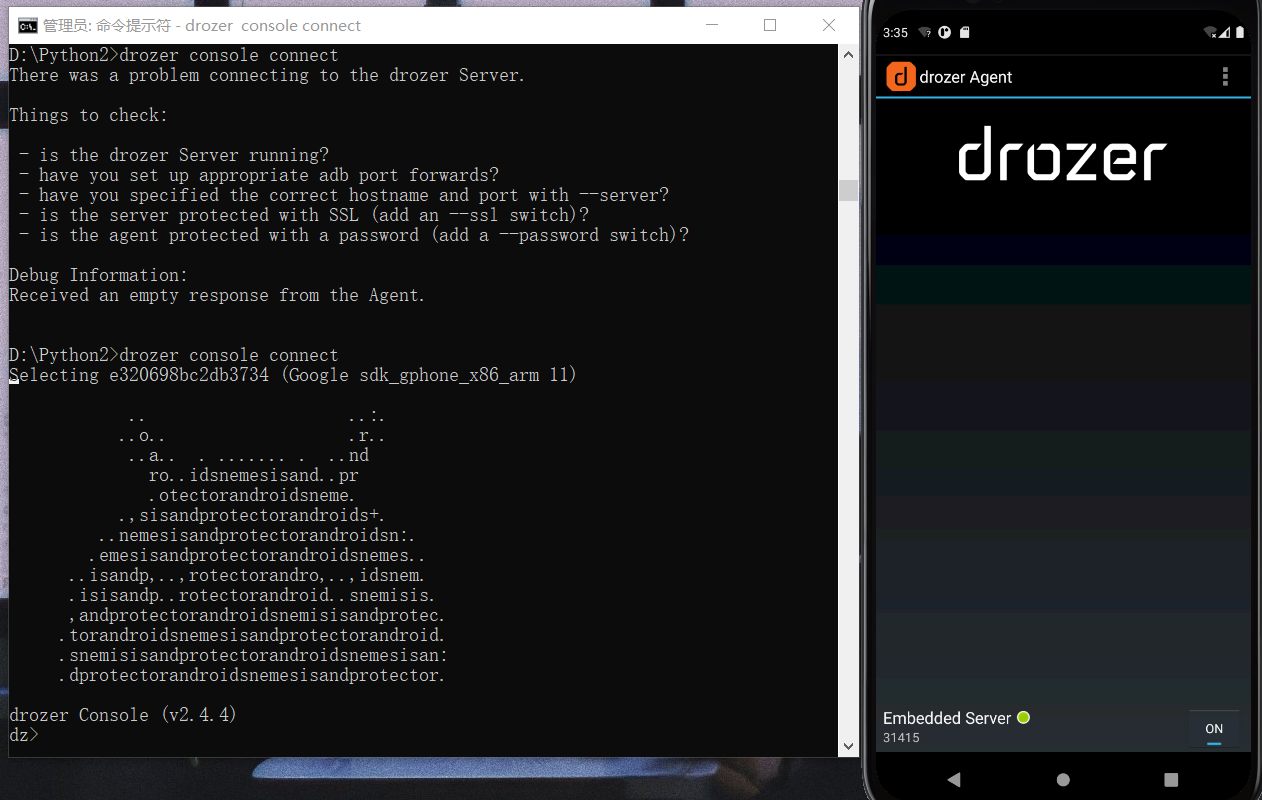 管理员: 命令提示符 - drozer  console connect
D:\Python2>drozer console connect
There was a problem connecting to the drozer Server.
Things to check:
- is the drozer Server running?
- have you set up appropriate adb port forwards?
- have you specified the correct hostname and port with --server?
- is the server protected with SSL (add an --ssl switch)?
- is the agent protected with a password (add a --password switch)?
Debug Information:
Received an empty response from the Agent.
D:\Python2>drozer console connect
Selecting e320698bc2db3734 (Google sdk_gphone_x86_arm 11)
            ..                    ..:.
           ..o..                  .r..
            ..a..  . ....... .  ..nd
              ro..idsnemesisand..pr
              .otectorandroidsneme.
           .,sisandprotectorandroids+.
         ..nemesisandprotectorandroidsn:.
        .emesisandprotectorandroidsnemes..
      ..isandp,..,rotectorandro,..,idsnem.
      .isisandp..rotectorandroid..snemisis.
      ,andprotectorandroidsnemisisandprotec.
     .torandroidsnemesisandprotectorandroid.
     .snemisisandprotectorandroidsnemesisan:
     .dprotectorandroidsnemesisandprotector.
drozer Console (v2.4.4)
dz>
3:35
drozer Agent
drozer
Embedded Server
31415
ON